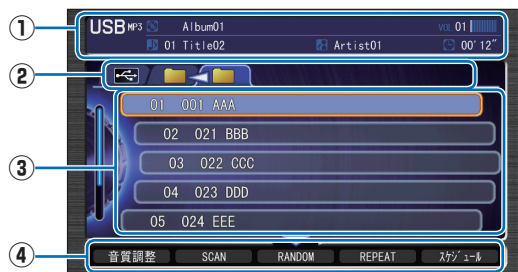 ①
USB MP3 Album01 VOL 01
01 Title02 Artist01 00'12"
②
③
01 001 AAA
02 021 BBB
03 022 CCC
04 023 DDD
05 024 EEE
④
音質調整 SCAN RANDOM REPEAT スケジュール